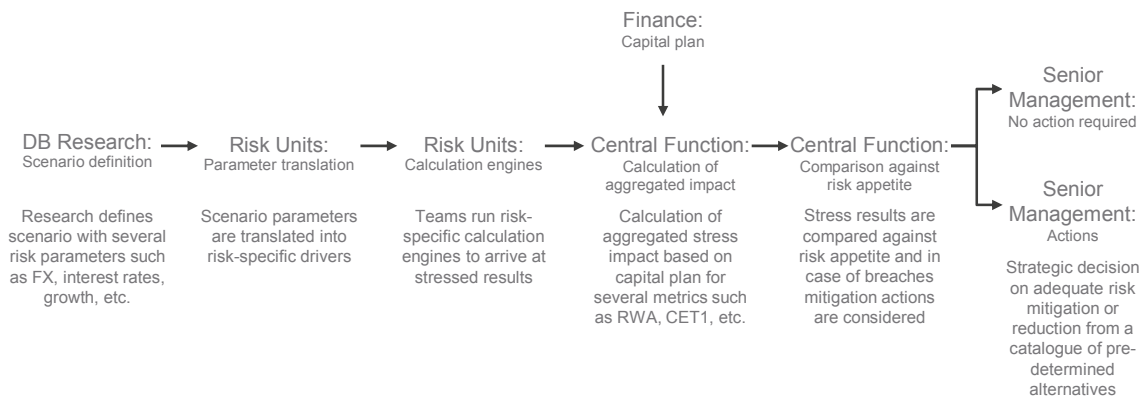 Finance:
Capital plan
DB Research:
Scenario definition
Research defines
scenario with several
risk parameters such
as FX, interest rates,
growth, etc.
Risk Units:
Parameter translation
Scenario parameters
are translated into
risk-specific drivers
Risk Units:
Calculation engines
Teams run risk-
specific calculation
engines to arrive at
stressed results
Central Function:
Calculation of
aggregated impact
Calculation of
aggregated stress
impact based on
capital plan for
several metrics such
as RWA, CET1, etc.
Central Function:
Comparison against
risk appetite
Stress results are
compared against
risk appetite and in
case of breaches
mitigation actions
are considered
Senior
Management:
No action required
Senior
Management:
Actions
Strategic decision
on adequate risk
mitigation or
reduction from a
catalogue of pre-
determined
alternatives